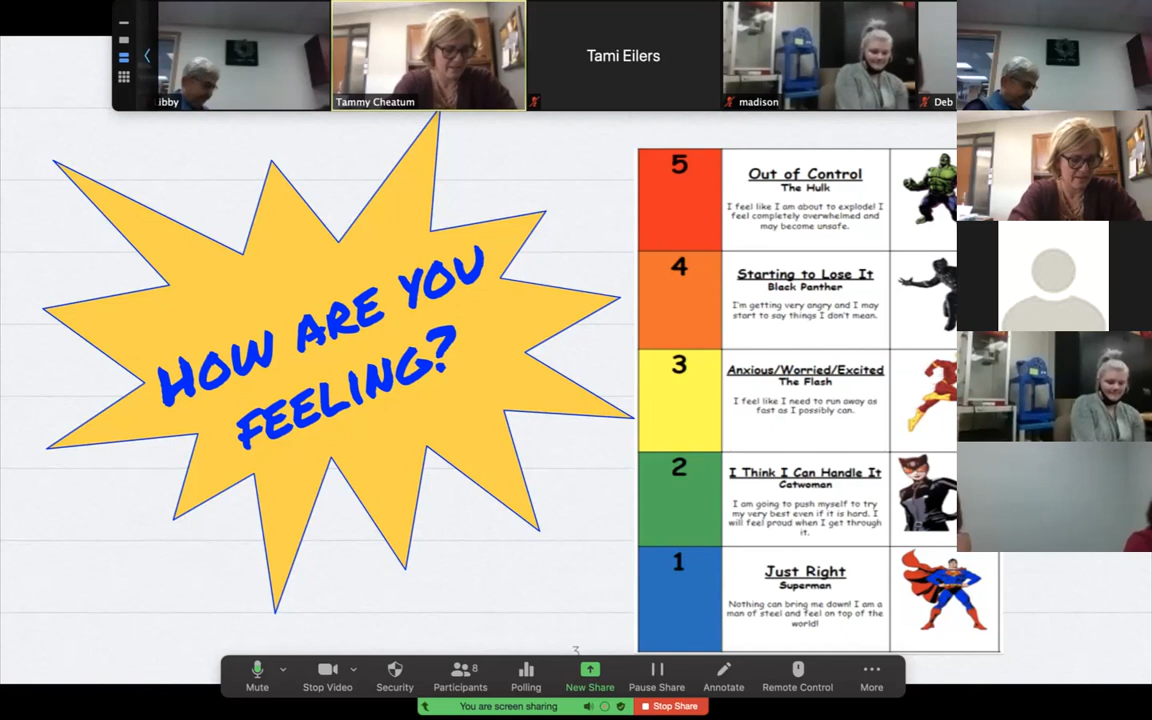 ibby
Tammy Cheatum
Tami Eilers
madison
Deb
HOW ARE YOU
FEELING?
5
Out of Control
The Hulk
I feel like I am about to explode! I
feel completely overwhelmed and
may become unsafe.
4
Starting to Lose It
Black Panther
I'm getting very angry and I may
start to say things I don't mean.
3
Anxious/Worried/Excited
The Flash
I feel like I need to run away as
fast as I possibly can.
2
I Think I Can Handle It
Catwoman
I am going to push myself to try
my very best even if it is hard. I
will feel proud when I get through
it.
1
Just Right
Superman
Nothing can bring me down! I am a
man of steel and feel on top of the
world!
3
Mute
Stop Video
Security
Participants
8
Polling
New Share
Pause Share
Annotate
Remote Control
More
You are screen sharing
Stop Share